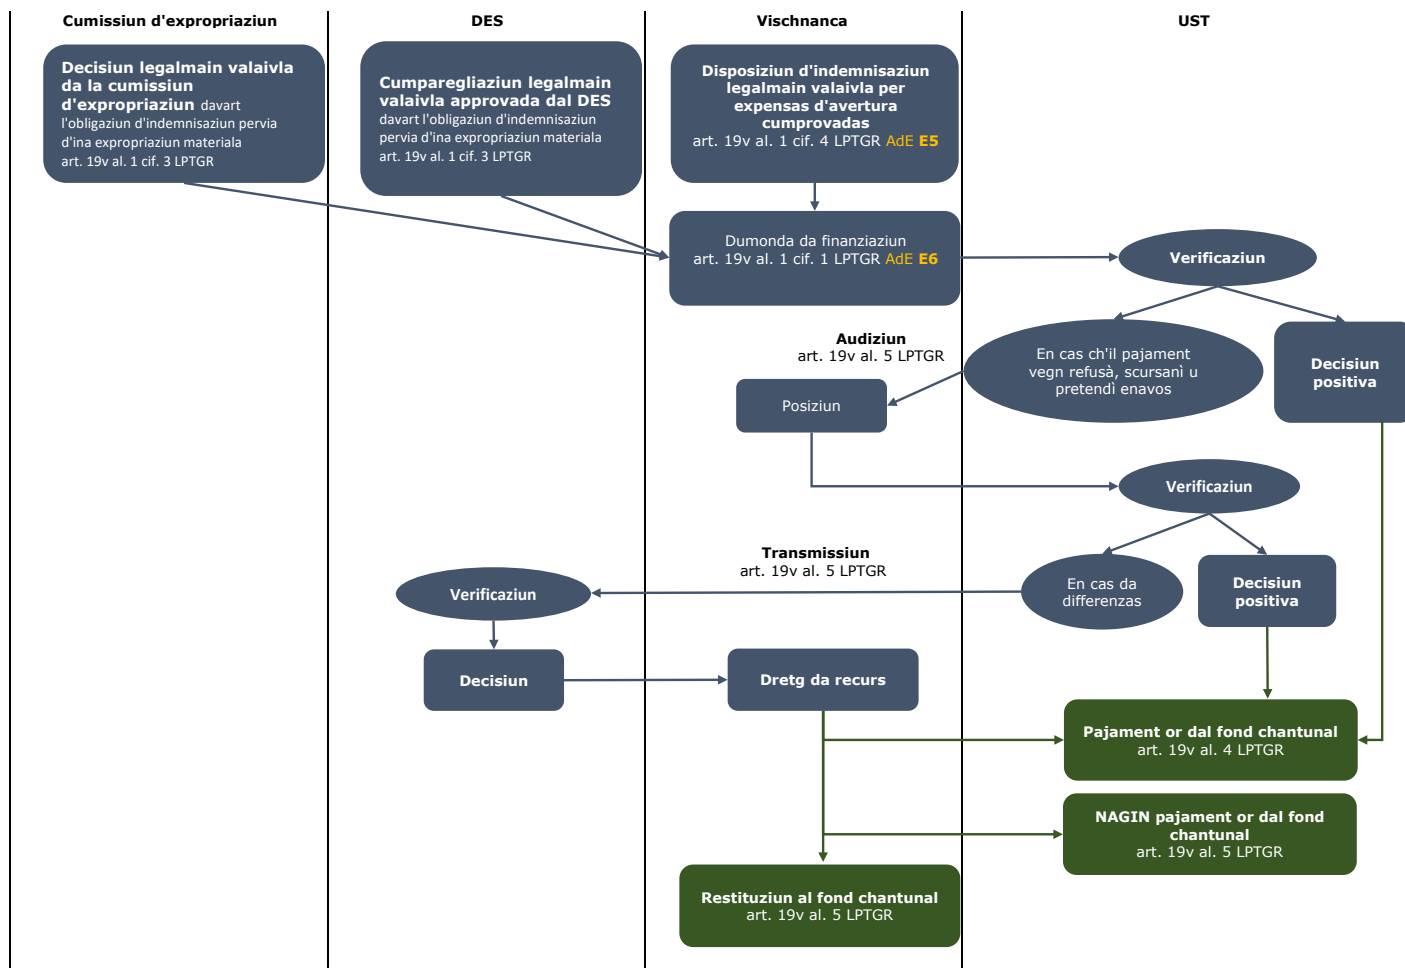 Cumissiun d'expropriaziun
DES
Vischnanca
UST
Decisiun legalmain valaivla
da la cumissiun
d'expropriaziun davart
l'obligaziun d'indemnisaziun pervia
d'ina expropriaziun materiala
art. 19v al. 1 cif. 3 LPTGR
Cumparegliaziun legalmain
valaivla approvada dal DES
davart l'obligaziun d'indemnisaziun
pervia d'ina expropriaziun materiala
art. 19v al. 1 cif. 3 LPTGR
Disposiziun d'indemnisaziun
legalmain valaivla per
expensas d'avertura
cumprovadas
art. 19v al. 1 cif. 4 LPTGR AdE E5
Dumonda da finanziaziun
art. 19v al. 1 cif. 1 LPTGR AdE E6
Verificaziun
Audiziun
art. 19v al. 5 LPTGR
En cas ch'il pajament
vegn refusà, scursanì u
pretendì enavos
Decisiun
positiva
Posiziun
Verificaziun
Transmissiun
art. 19v al. 5 LPTGR
En cas da
differenzas
Decisiun
positiva
Verificaziun
Decisiun
Dretg da recurs
Pajament or dal fond chantunal
art. 19v al. 4 LPTGR
NAGIN pajament or dal fond
chantunal
art. 19v al. 5 LPTGR
Restituziun al fond chantunal
art. 19v al. 5 LPTGR